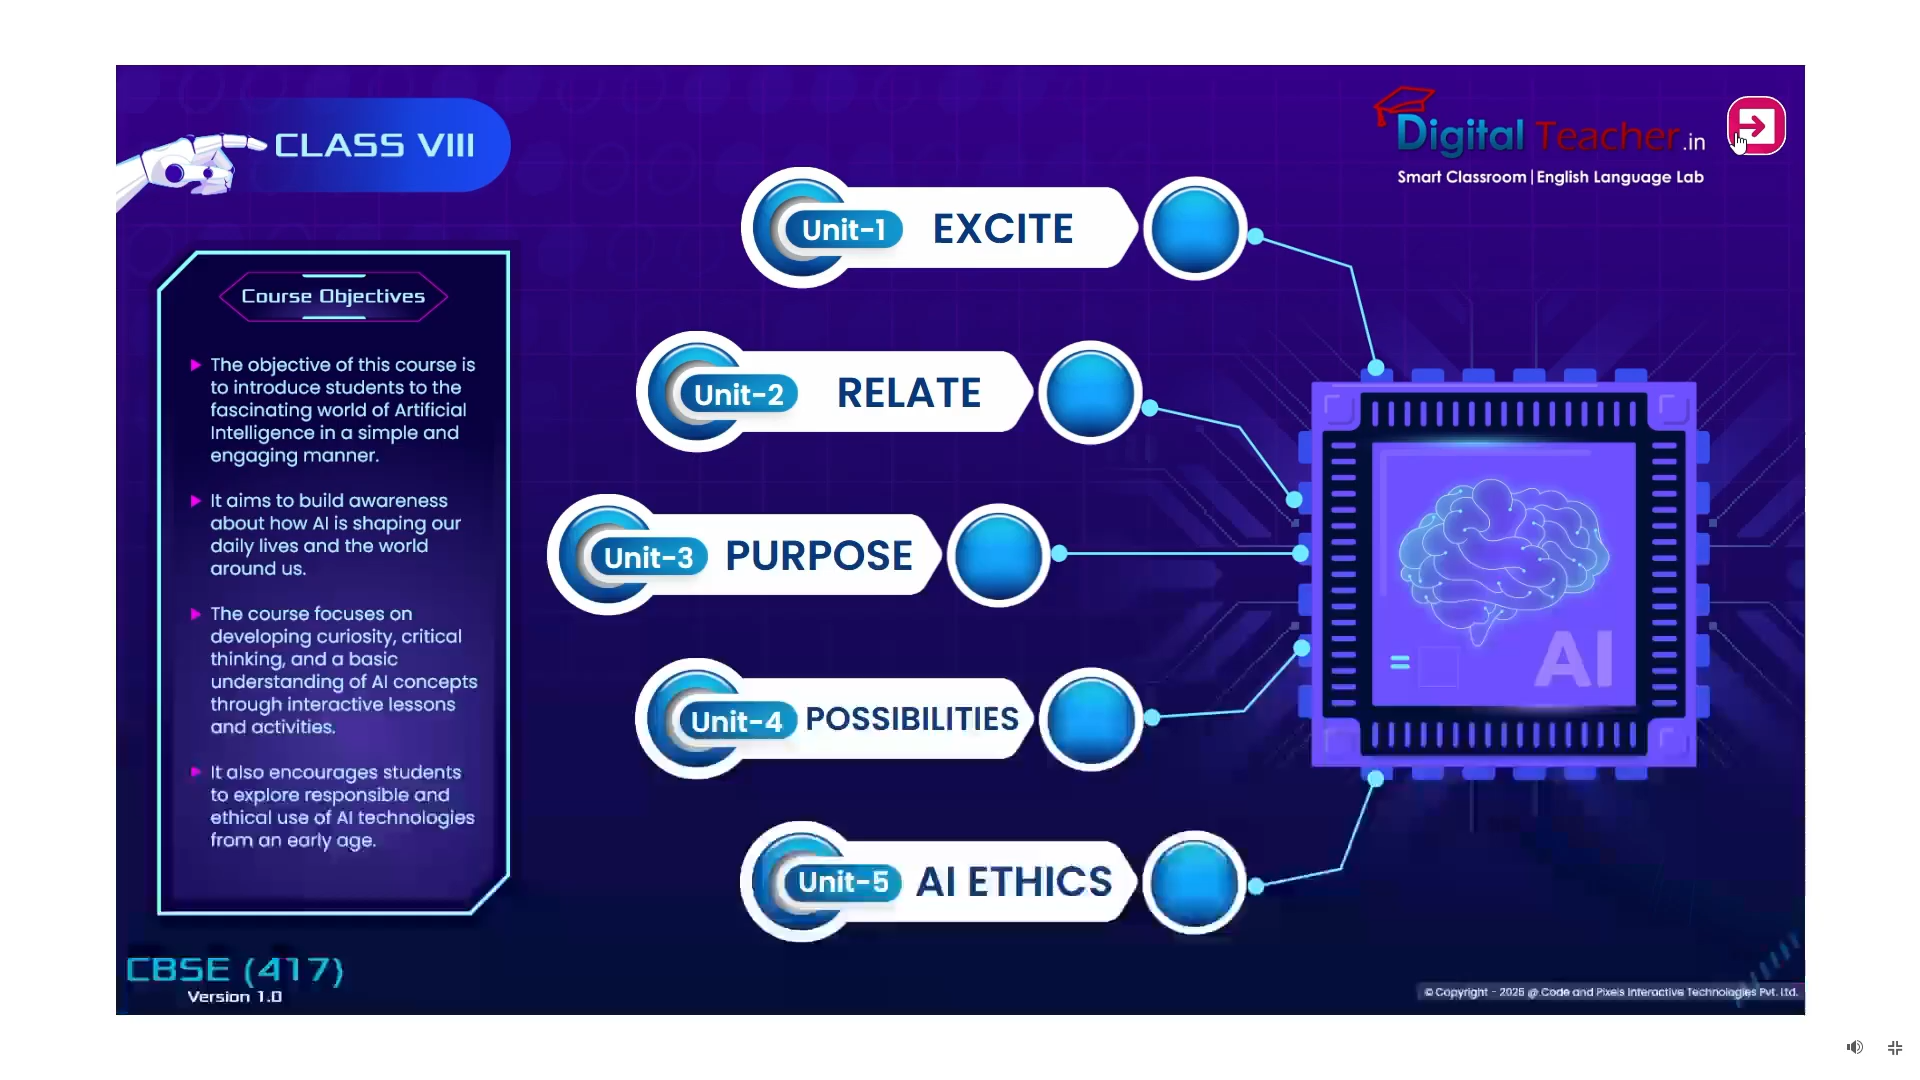 CLASS VIII
Digital Teacher.in
Smart Classroom | English Language Lab
Course Objectives
The objective of this course is
to introduce students to the
fascinating world of Artificial
Intelligence in a simple and
engaging manner.
It aims to build awareness
about how AI is shaping our
daily lives and the world
around us.
The course focuses on
developing curiosity, critical
thinking, and a basic
understanding of AI concepts
through interactive lessons
and activities.
It also encourages students
to explore responsible and
ethical use of AI technologies
from an early age.
Unit-1 EXCITE
Unit-2 RELATE
Unit-3 PURPOSE
Unit-4 POSSIBILITIES
Unit-5 AI ETHICS
AI
CBSE (417)
Version 1.0
© Copyright - 2025 @ Code and Pixels Interactive Technologies Pvt. Ltd.